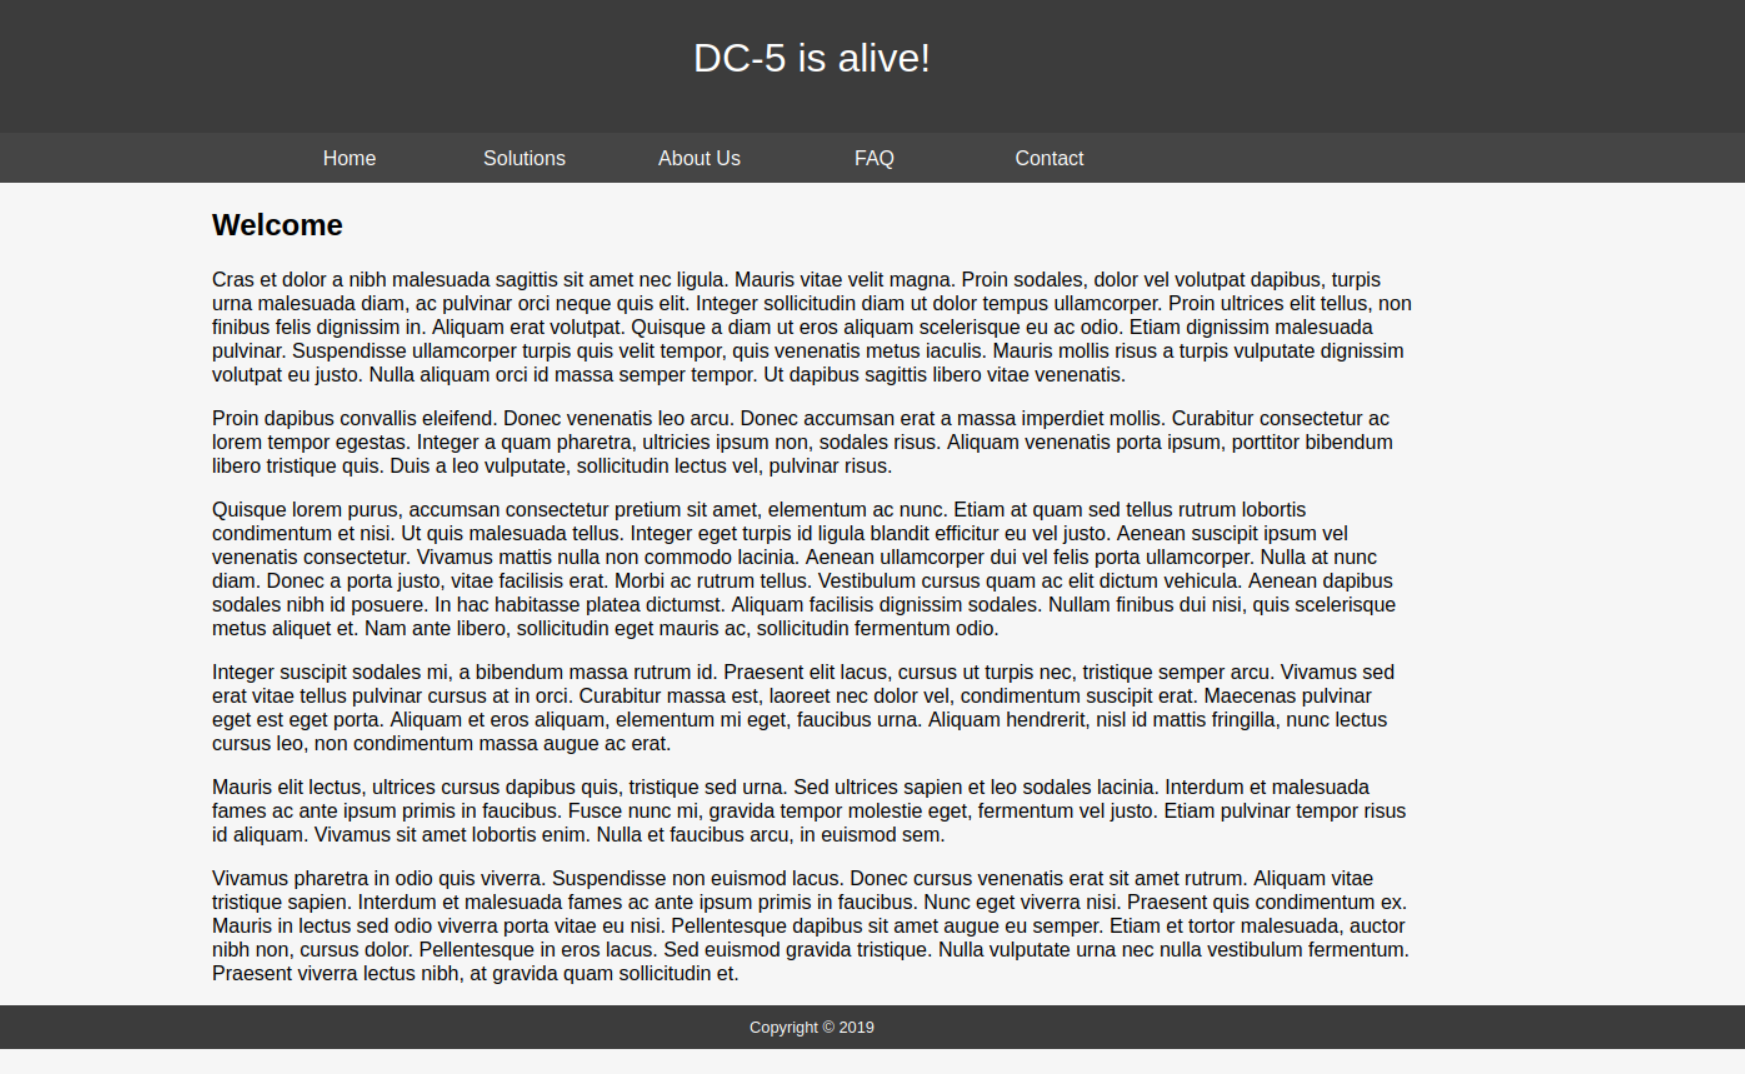 DC-5 is alive!
Home Solutions About Us FAQ Contact
Welcome
Cras et dolor a nibh malesuada sagittis sit amet nec ligula. Mauris vitae velit magna. Proin sodales, dolor vel volutpat dapibus, turpis
urna malesuada diam, ac pulvinar orci neque quis elit. Integer sollicitudin diam ut dolor tempus ullamcorper. Proin ultrices elit tellus, non
finibus felis dignissim in. Aliquam erat volutpat. Quisque a diam ut eros aliquam scelerisque eu ac odio. Etiam dignissim malesuada
pulvinar. Suspendisse ullamcorper turpis quis velit tempor, quis venenatis metus iaculis. Mauris mollis risus a turpis vulputate dignissim
volutpat eu justo. Nulla aliquam orci id massa semper tempor. Ut dapibus sagittis libero vitae venenatis.
Proin dapibus convallis eleifend. Donec venenatis leo arcu. Donec accumsan erat a massa imperdiet mollis. Curabitur consectetur ac
lorem tempor egestas. Integer a quam pharetra, ultricies ipsum non, sodales risus. Aliquam venenatis porta ipsum, porttitor bibendum
libero tristique quis. Duis a leo vulputate, sollicitudin lectus vel, pulvinar risus.
Quisque lorem purus, accumsan consectetur pretium sit amet, elementum ac nunc. Etiam at quam sed tellus rutrum lobortis
condimentum et nisi. Ut quis malesuada tellus. Integer eget turpis id ligula blandit efficitur eu vel justo. Aenean suscipit ipsum vel
venenatis consectetur. Vivamus mattis nulla non commodo lacinia. Aenean ullamcorper dui vel felis porta ullamcorper. Nulla at nunc
diam. Donec a porta justo, vitae facilisis erat. Morbi ac rutrum tellus. Vestibulum cursus quam ac elit dictum vehicula. Aenean dapibus
sodales nibh id posuere. In hac habitasse platea dictumst. Aliquam facilisis dignissim sodales. Nullam finibus dui nisi, quis scelerisque
metus aliquet et. Nam ante libero, sollicitudin eget mauris ac, sollicitudin fermentum odio.
Integer suscipit sodales mi, a bibendum massa rutrum id. Praesent elit lacus, cursus ut turpis nec, tristique semper arcu. Vivamus sed
erat vitae tellus pulvinar cursus at in orci. Curabitur massa est, laoreet nec dolor vel, condimentum suscipit erat. Maecenas pulvinar
eget est eget porta. Aliquam et eros aliquam, elementum mi eget, faucibus urna. Aliquam hendrerit, nisl id mattis fringilla, nunc lectus
cursus leo, non condimentum massa augue ac erat.
Mauris elit lectus, ultrices cursus dapibus quis, tristique sed urna. Sed ultrices sapien et leo sodales lacinia. Interdum et malesuada
fames ac ante ipsum primis in faucibus. Fusce nunc mi, gravida tempor molestie eget, fermentum vel justo. Etiam pulvinar tempor risus
id aliquam. Vivamus sit amet lobortis enim. Nulla et faucibus arcu, in euismod sem.
Vivamus pharetra in odio quis viverra. Suspendisse non euismod lacus. Donec cursus venenatis erat sit amet rutrum. Aliquam vitae
tristique sapien. Interdum et malesuada fames ac ante ipsum primis in faucibus. Nunc eget viverra nisi. Praesent quis condimentum ex.
Mauris in lectus sed odio viverra porta vitae eu nisi. Pellentesque dapibus sit amet augue eu semper. Etiam et tortor malesuada, auctor
nibh non, cursus dolor. Pellentesque in eros lacus. Sed euismod gravida tristique. Nulla vulputate urna nec nulla vestibulum fermentum.
Praesent viverra lectus nibh, at gravida quam sollicitudin et.
Copyright © 2019